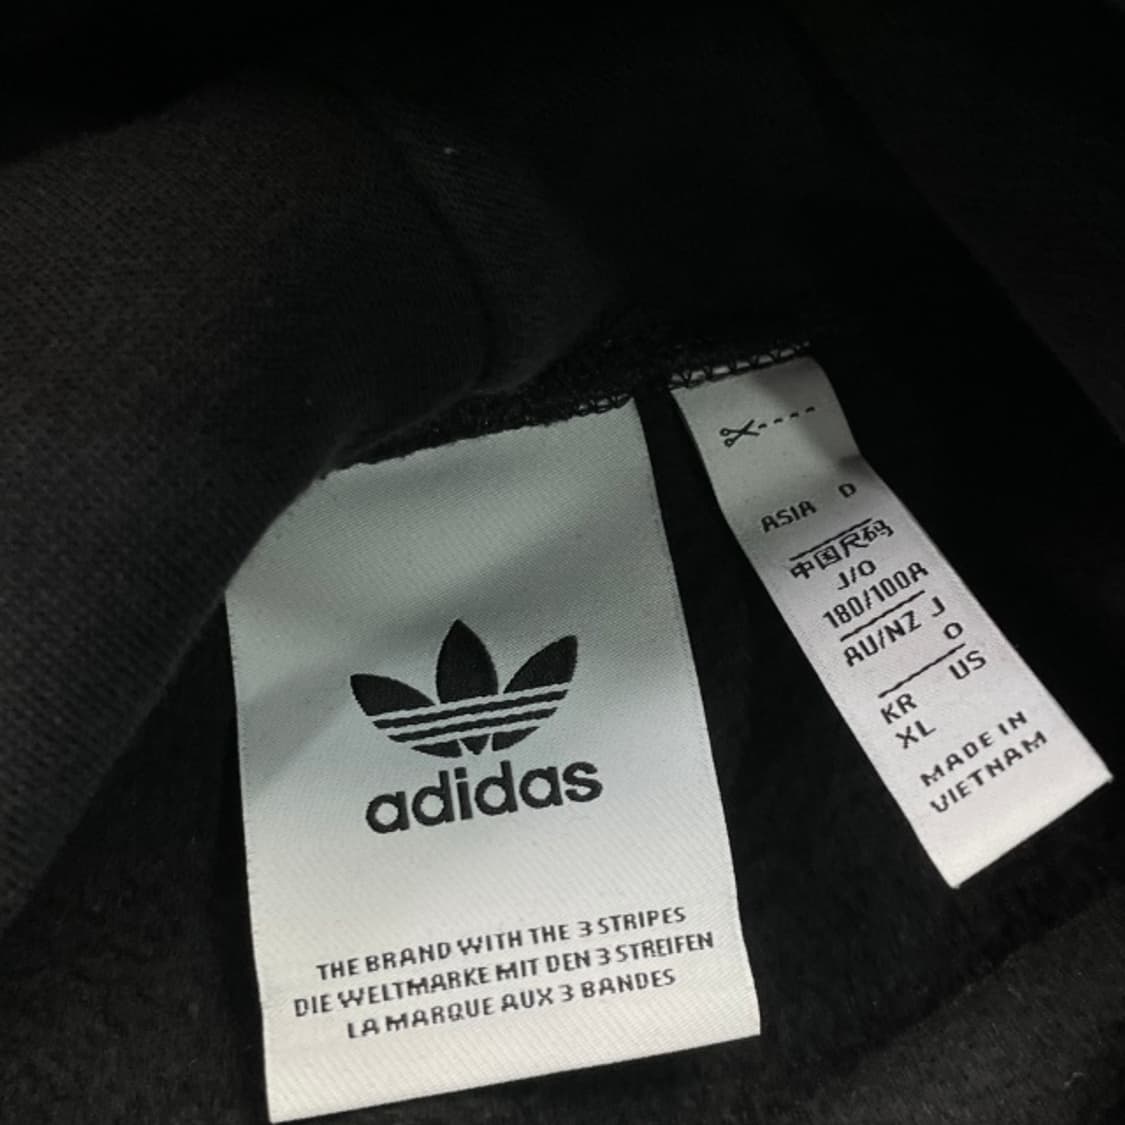 adidas
THE BRAND WITH THE 3 STRIPES
DIE WELTMARKE MIT DEN 3 STREIFEN
LA MARQUE AUX 3 BANDES
ASIA D
中国尺码
J/O
180/100A
AU/NZ J
O
KR US
XL
MADE IN
VIETNAM